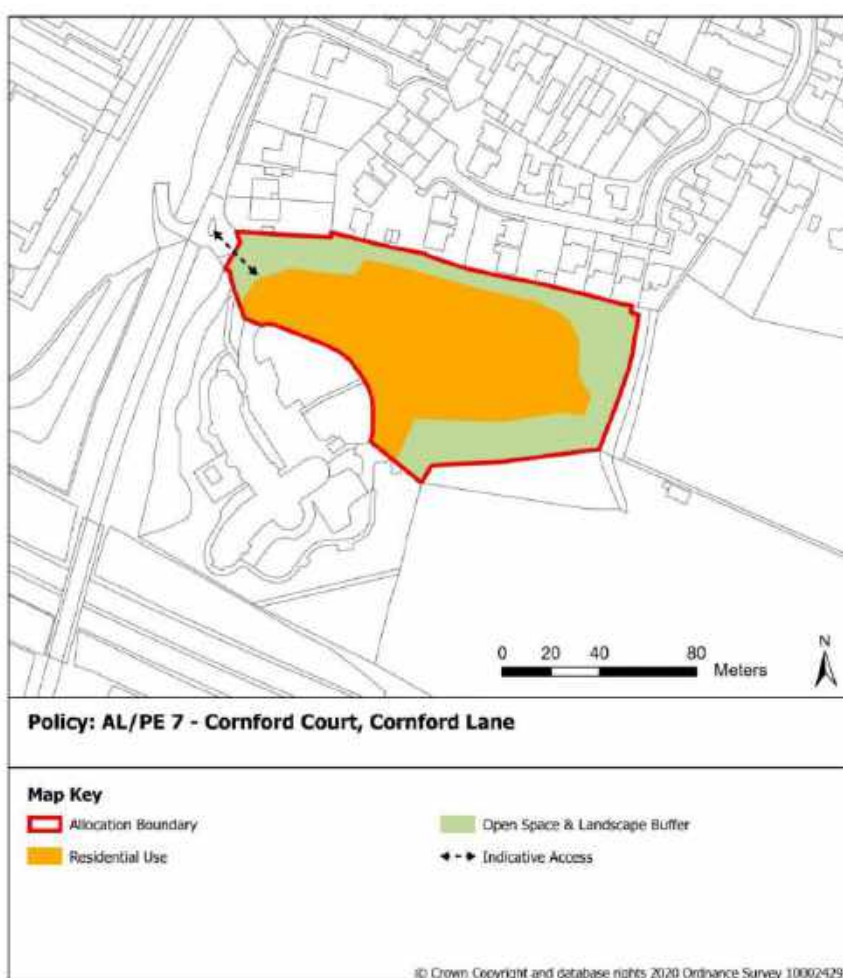 N
0 20 40 80
Meters
Policy: AL/PE 7 - Cornford Court, Cornford Lane
Map Key
Allocation Boundary
Open Space & Landscape Buffer
Residential Use
Indicative Access
© Crown Copyright and database rights 2020 Ordnance Survey 10002429